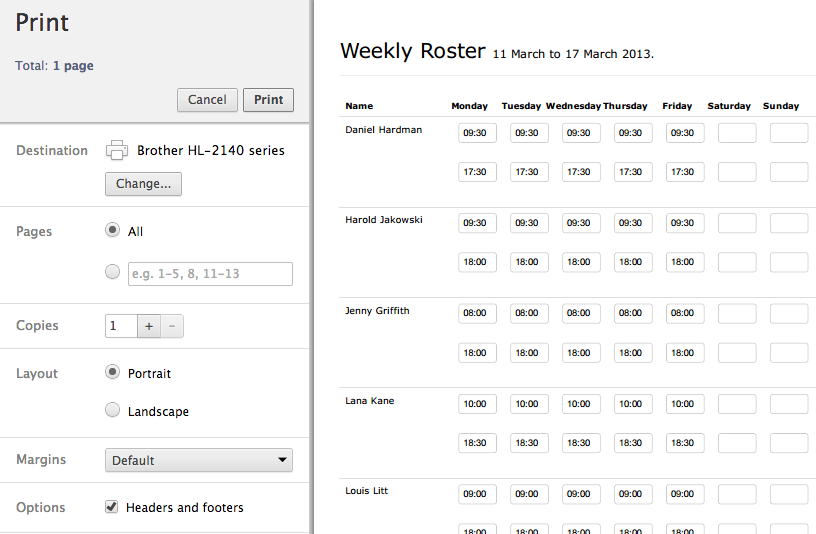 Print
Total: 1 page
Cancel Print
Destination Brother HL-2140 series
Change...
Pages All
e.g. 1-5, 8, 11-13
Copies 1 + -
Layout Portrait
Landscape
Margins Default
Options Headers and footers
Weekly Roster 11 March to 17 March 2013.
Name Monday Tuesday Wednesday Thursday Friday Saturday Sunday
Daniel Hardman 09:30 09:30 09:30 09:30 09:30
17:30 17:30 17:30 17:30 17:30
Harold Jakowski 09:30 09:30 09:30 09:30 09:30
18:00 18:00 18:00 18:00 18:00
Jenny Griffith 08:00 08:00 08:00 08:00 08:00
18:00 18:00 18:00 18:00 18:00
Lana Kane 10:00 10:00 10:00 10:00 10:00
18:30 18:30 18:30 18:30 18:30
Louis Litt 09:00 09:00 09:00 09:00 09:00
18:00 18:00 18:00 18:00 18:00